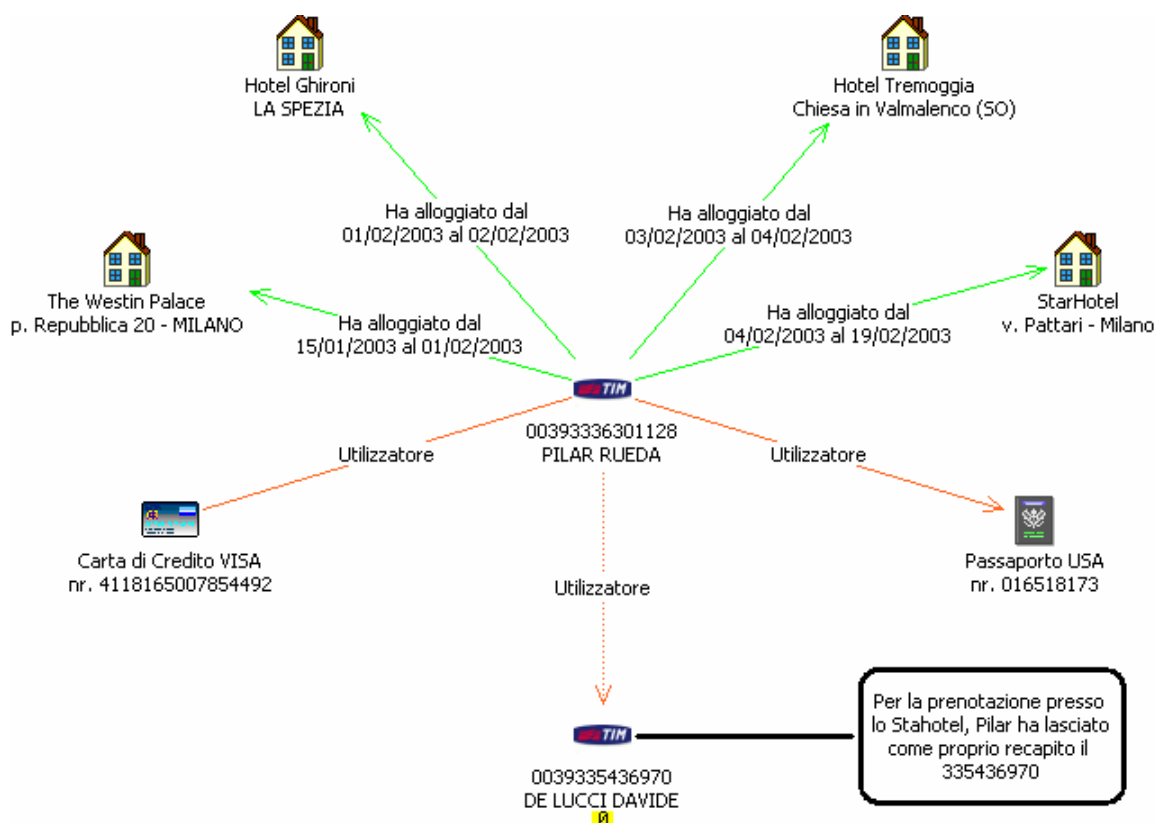 Hotel Ghironi
LA SPEZIA
Hotel Tremoggia
Chiesa in Valmalenco (SO)
Ha alloggiato dal
01/02/2003 al 02/02/2003
Ha alloggiato dal
03/02/2003 al 04/02/2003
The Westin Palace
p. Repubblica 20 - MILANO
StarHotel
v. Pattari - Milano
Ha alloggiato dal
15/01/2003 al 01/02/2003
Ha alloggiato dal
04/02/2003 al 19/02/2003
TIM
00393336301128
PILAR RUEDA
Utilizzatore
Utilizzatore
Carta di Credito VISA
nr. 4118165007854492
Passaporto USA
nr. 016518173
Utilizzatore
Per la prenotazione presso
lo Stahotel, Pilar ha lasciato
come proprio recapito il
335436970
TIM
0039335436970
DE LUCCI DAVIDE
0